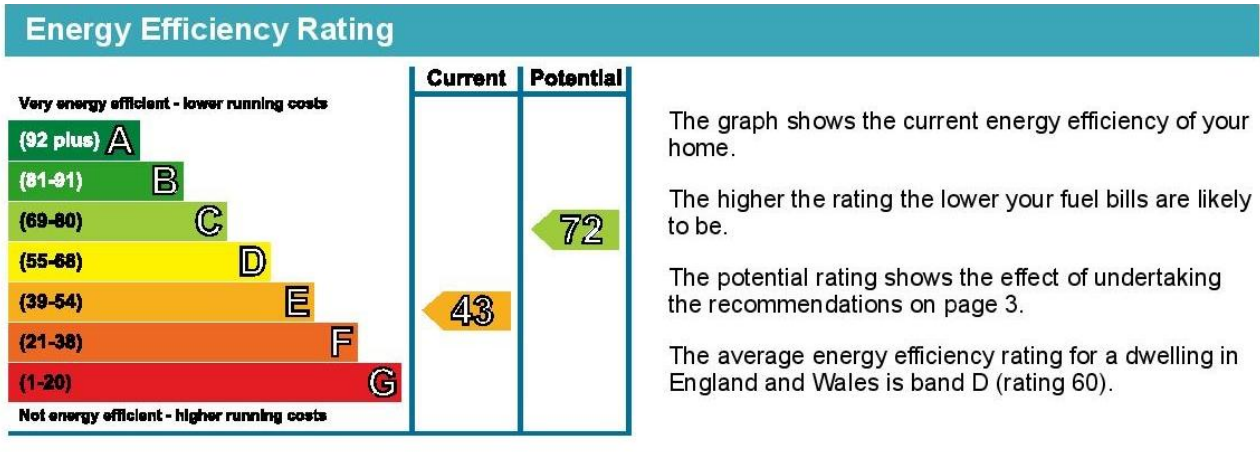 Energy Efficiency Rating
Current Potential
Very energy efficient - lower running costs
(92 plus) A
(81-91) B
(69-80) C
(55-68) D
(39-54) E
(21-38) F
(1-20) G
Not energy efficient - higher running costs
43
72
The graph shows the current energy efficiency of your
home.
The higher the rating the lower your fuel bills are likely
to be.
The potential rating shows the effect of undertaking
the recommendations on page 3.
The average energy efficiency rating for a dwelling in
England and Wales is band D (rating 60).